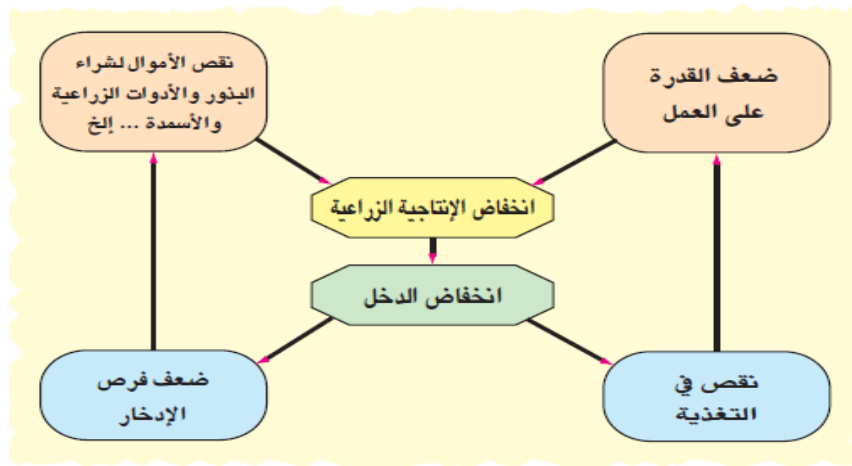 ضعف القدرة
على العمل
نقص الأموال لشراء
البذور والأدوات الزراعية
والأسمدة ... إلخ
انخفاض الإنتاجية الزراعية
انخفاض الدخل
نقص في
التغذية
ضعف فرص
الإدخار